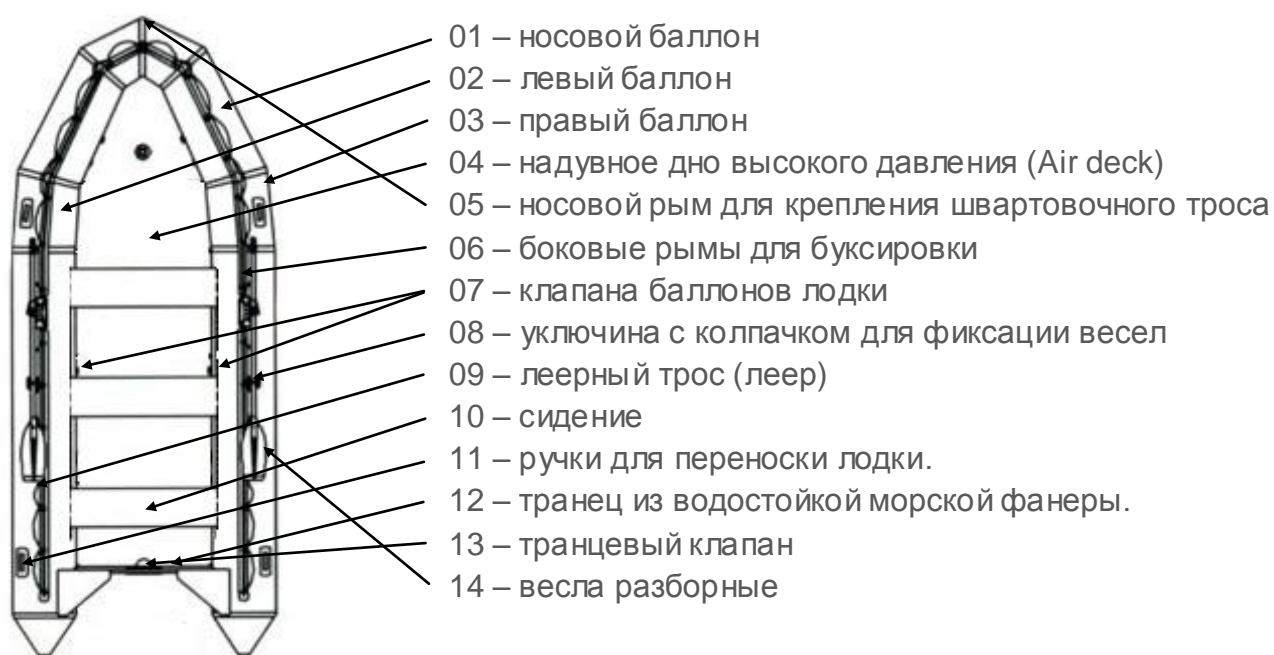 01 – носовой баллон
02 – левый баллон
03 – правый баллон
04 – надувное дно высокого давления (Air deck)
05 – носовой рым для крепления швартовочного троса
06 – боковые рымы для буксировки
07 – клапана баллонов лодки
08 – уключина с колпачком для фиксации весел
09 – леерный трос (леер)
10 – сидение
11 – ручки для переноски лодки.
12 – транец из водостойкой морской фанеры.
13 – транцевый клапан
14 – весла разборные